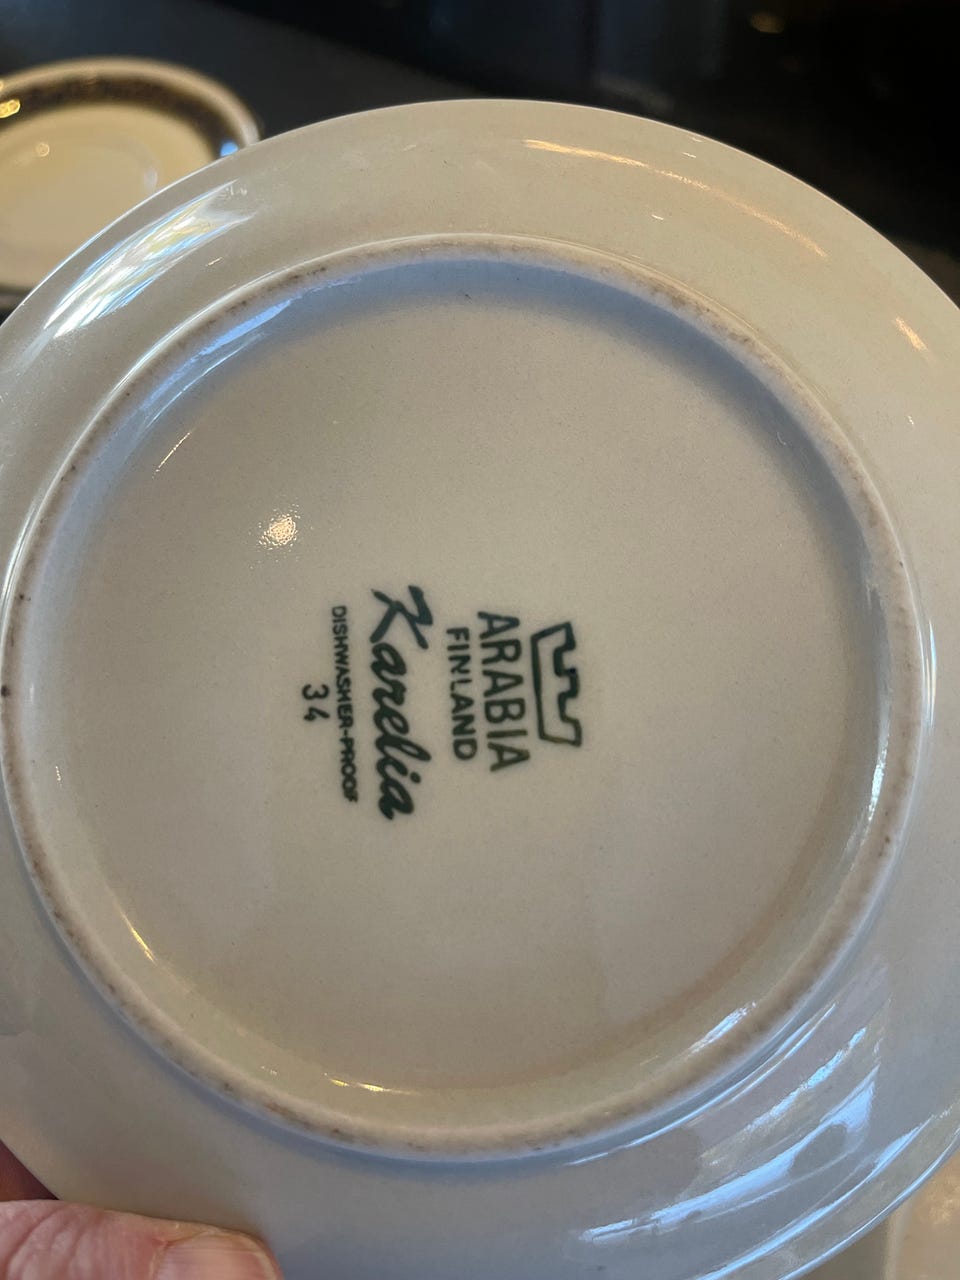 ARABIA
FINLAND
Karelia
DISHWASHER-PROOF
34